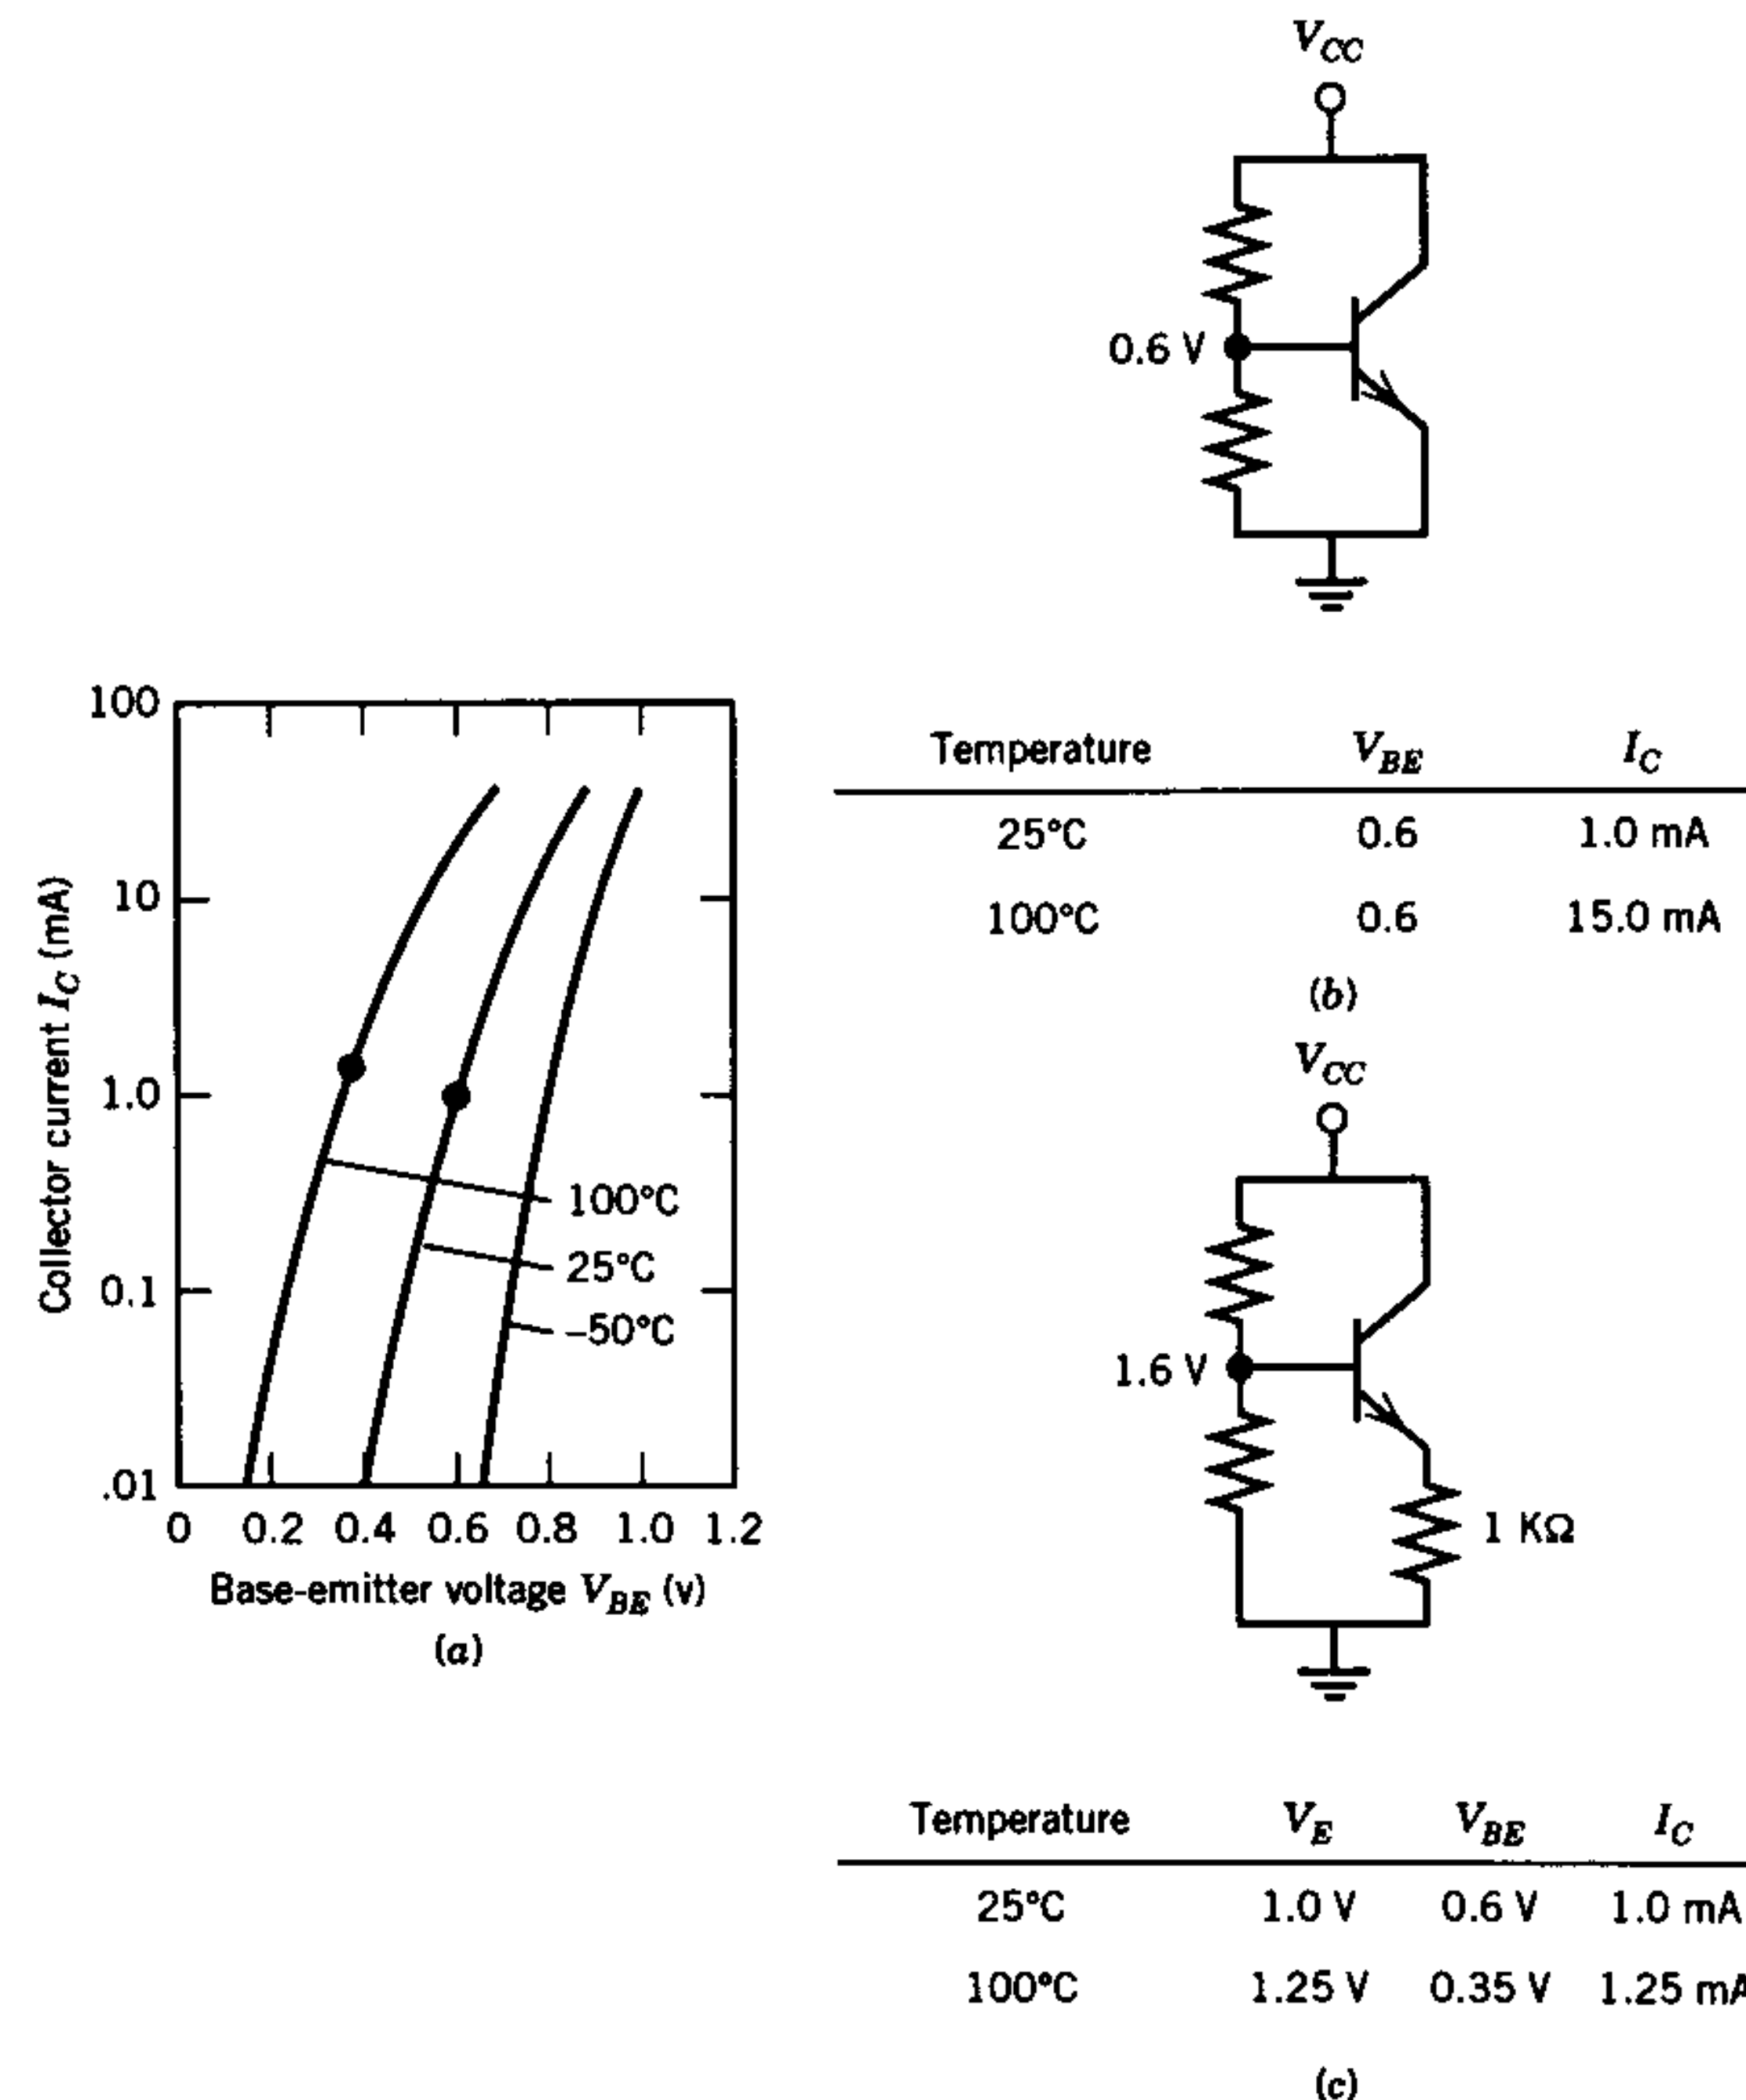 V_CC
0.6 V
Temperature V_BE I_C
25°C 0.6 1.0 mA
100°C 0.6 15.0 mA
(b)
100
10
1.0
0.1
.01
Collector current I_C (mA)
100°C
25°C
–50°C
0 0.2 0.4 0.6 0.8 1.0 1.2
Base-emitter voltage V_BE (v)
(a)
V_CC
1.6 V
1 KΩ
Temperature V_E V_BE I_C
25°C 1.0 V 0.6 V 1.0 mA
100°C 1.25 V 0.35 V 1.25 mA
(c)